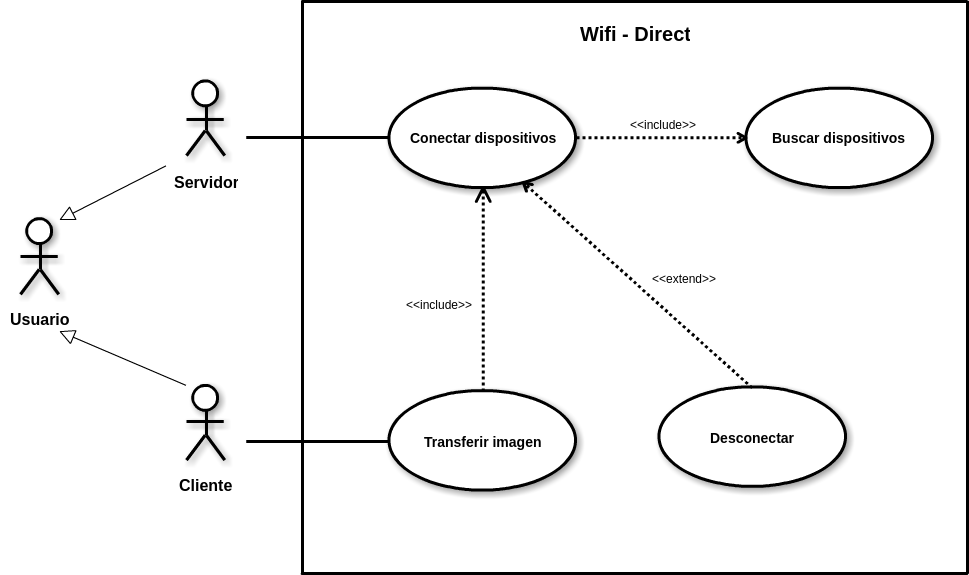 Wifi - Direct
Conectar dispositivos
<<include>>
Buscar dispositivos
Servidor
Usuario
<<include>>
<<extend>>
Cliente
Transferir imagen
Desconectar